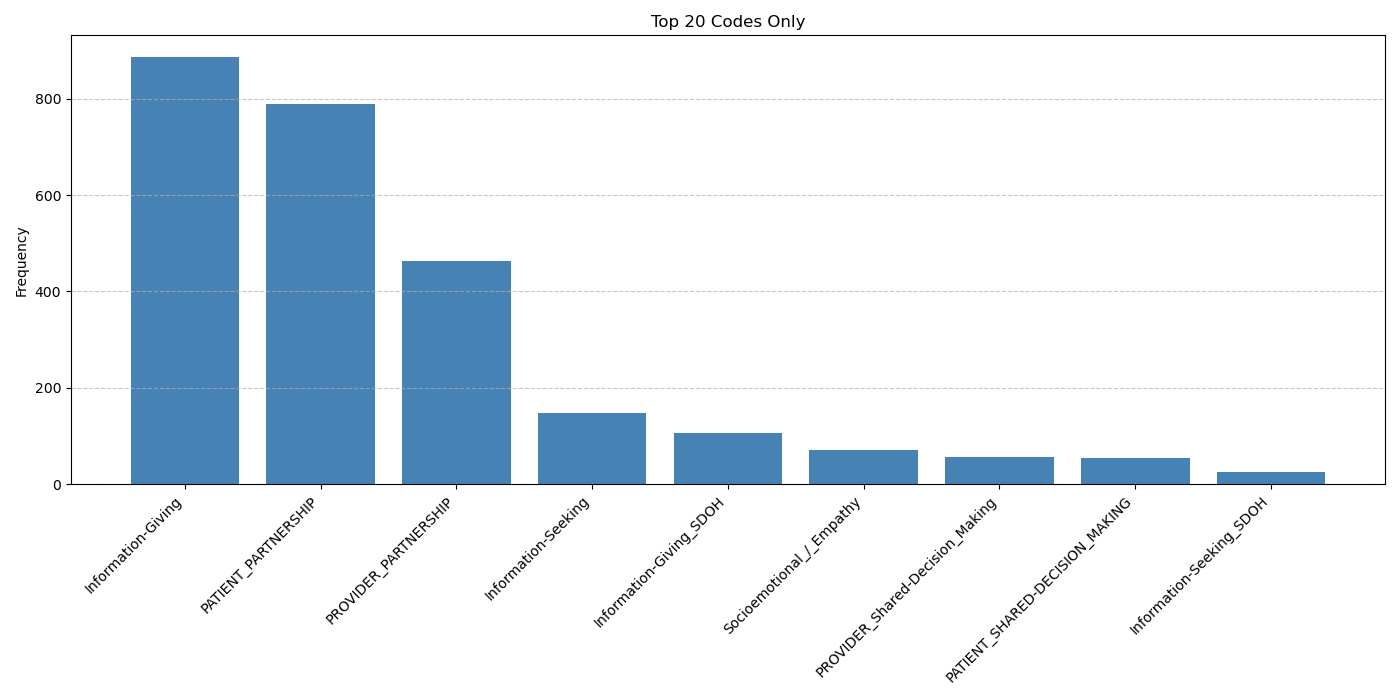 Top 20 Codes Only
Frequency
800
600
400
200
0
Information-Giving
PATIENT_PARTNERSHIP
PROVIDER_PARTNERSHIP
Information-Seeking
Information-Giving_SDOH
Socioemotional_/_Empathy
PROVIDER_Shared-Decision_Making
PATIENT_SHARED-DECISION_MAKING
Information-Seeking_SDOH